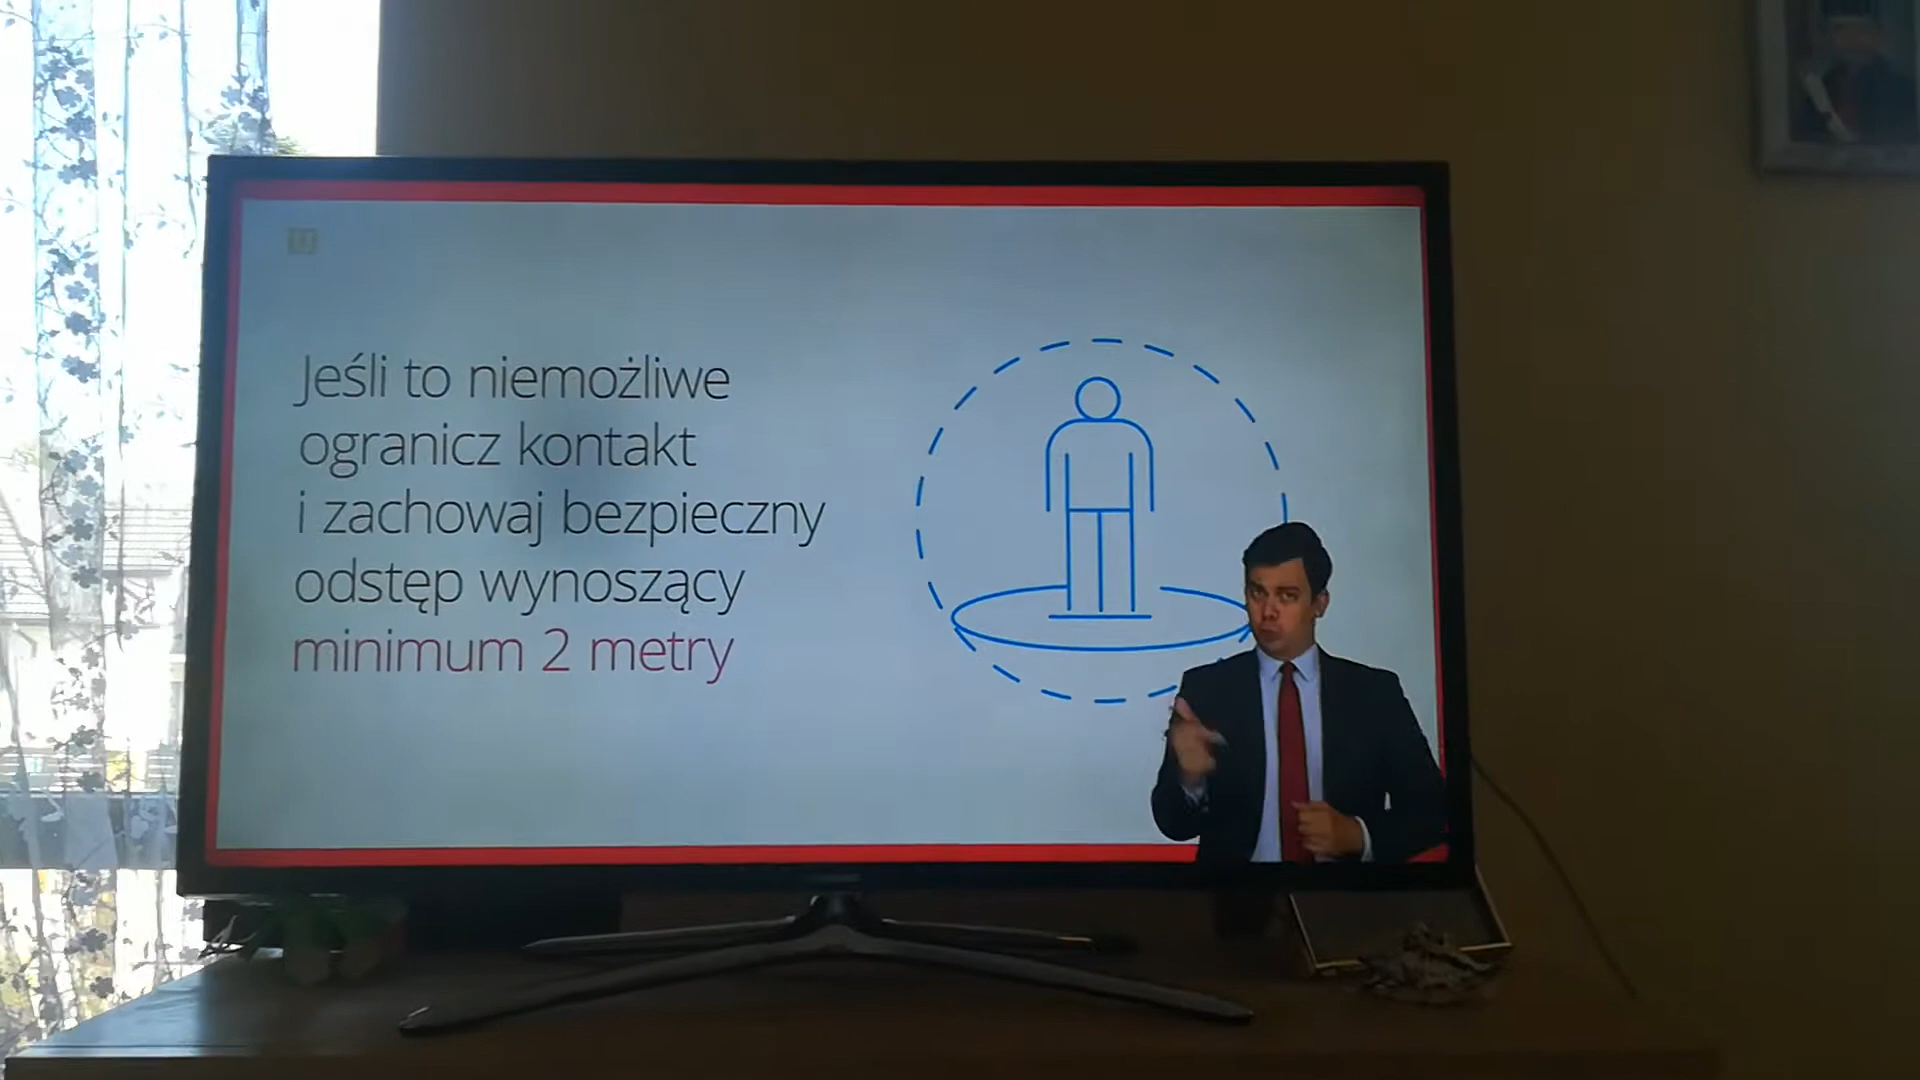 Jeśli to niemożliwe
ogranicz kontakt
i zachowaj bezpieczny
odstęp wynoszący
minimum 2 metry